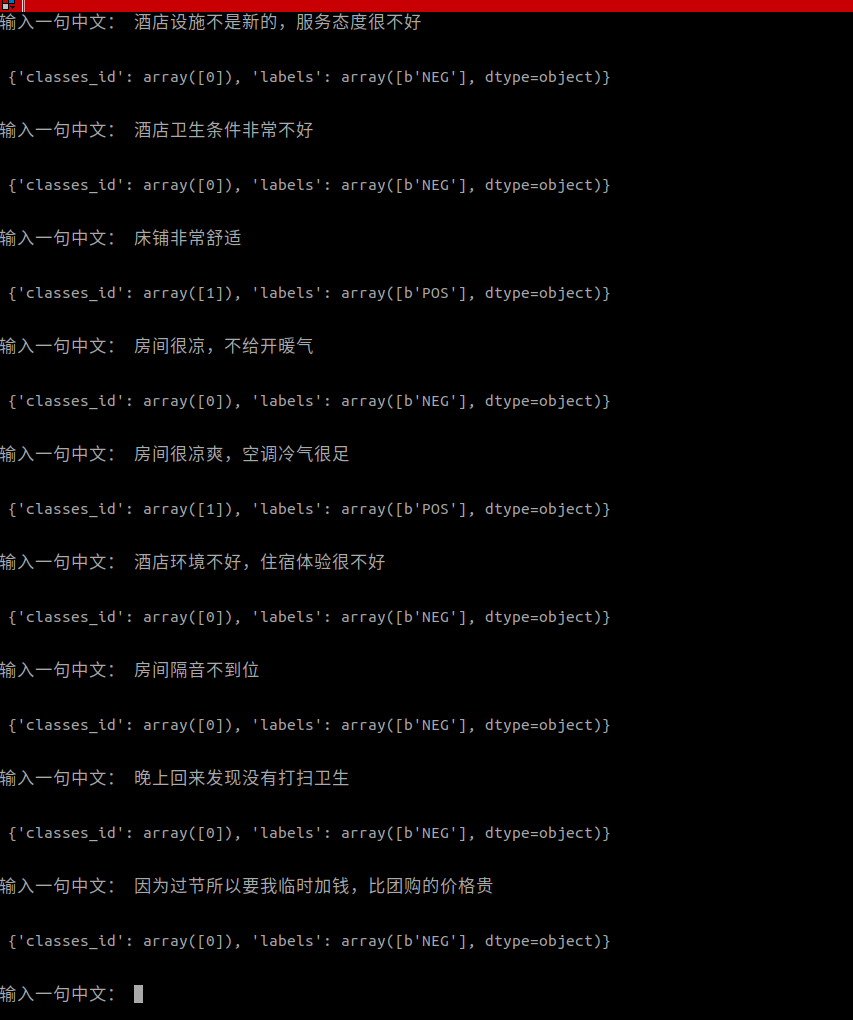 输入一句中文： 酒店设施不是新的，服务态度很不好
{'classes_id': array([0]), 'labels': array([b'NEG'], dtype=object)}
输入一句中文： 酒店卫生条件非常不好
{'classes_id': array([0]), 'labels': array([b'NEG'], dtype=object)}
输入一句中文： 床铺非常舒适
{'classes_id': array([1]), 'labels': array([b'POS'], dtype=object)}
输入一句中文： 房间很凉，不给开暖气
{'classes_id': array([0]), 'labels': array([b'NEG'], dtype=object)}
输入一句中文： 房间很凉爽，空调冷气很足
{'classes_id': array([1]), 'labels': array([b'POS'], dtype=object)}
输入一句中文： 酒店环境不好，住宿体验很不好
{'classes_id': array([0]), 'labels': array([b'NEG'], dtype=object)}
输入一句中文： 房间隔音不到位
{'classes_id': array([0]), 'labels': array([b'NEG'], dtype=object)}
输入一句中文： 晚上回来发现没有打扫卫生
{'classes_id': array([0]), 'labels': array([b'NEG'], dtype=object)}
输入一句中文： 因为过节所以要我临时加钱，比团购的价格贵
{'classes_id': array([0]), 'labels': array([b'NEG'], dtype=object)}
输入一句中文：